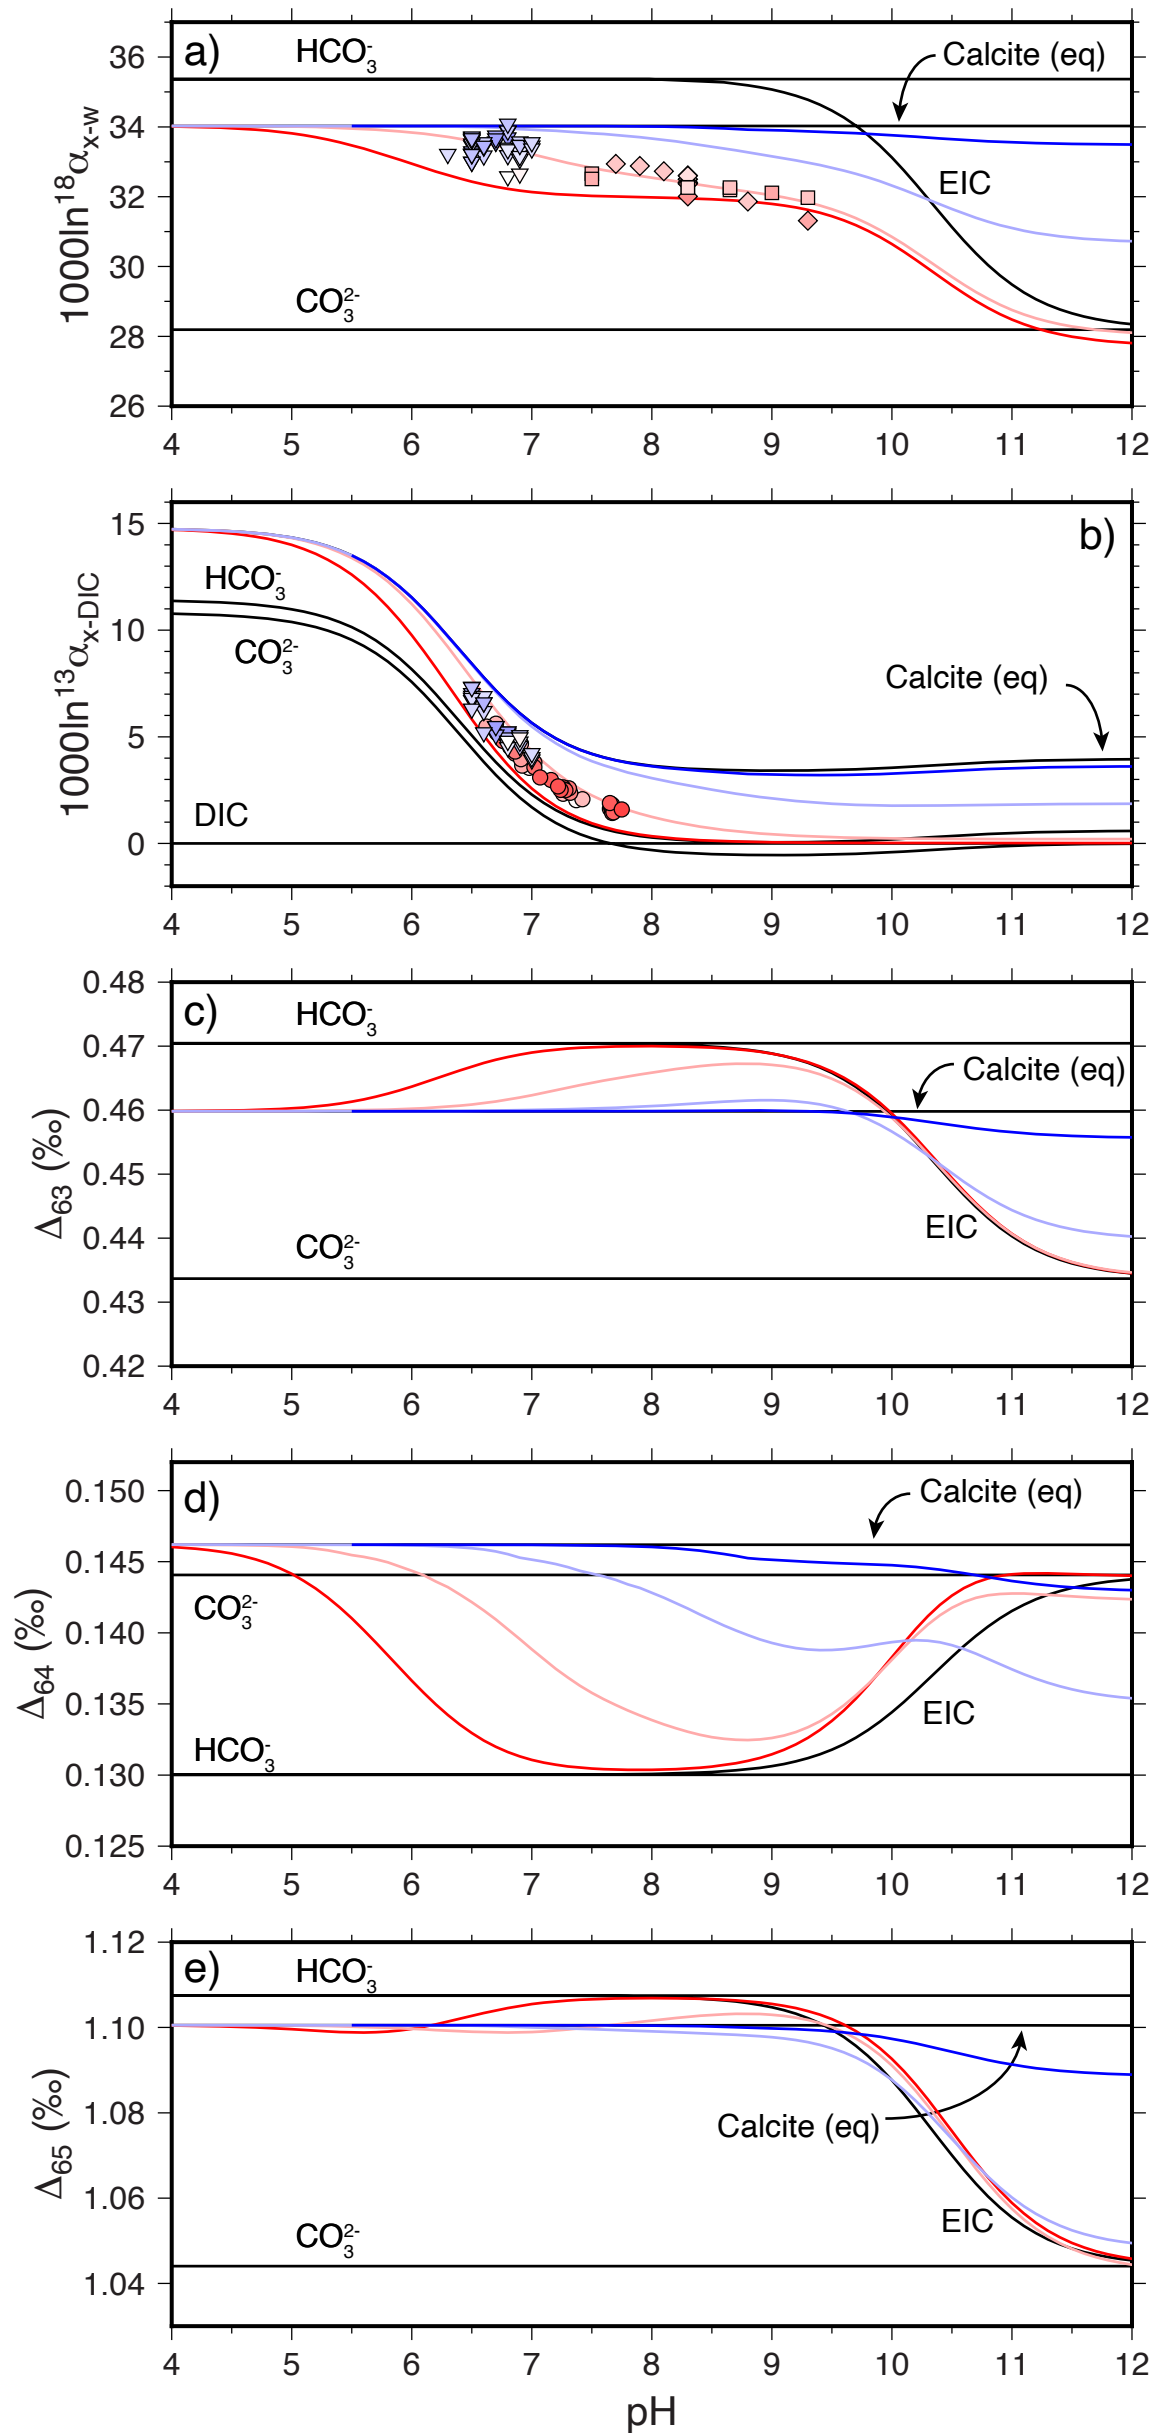 a)
HCO₃⁻
Calcite (eq)
EIC
CO₃²⁻
1000ln¹⁸αₓ₋w
36
34
32
30
28
26
4 5 6 7 8 9 10 11 12
b)
HCO₃⁻
CO₃²⁻
Calcite (eq)
DIC
1000ln¹³αₓ₋DIC
15
10
5
0
4 5 6 7 8 9 10 11 12
c)
HCO₃⁻
Calcite (eq)
EIC
CO₃²⁻
Δ₆₃ (‰)
0.48
0.47
0.46
0.45
0.44
0.43
0.42
4 5 6 7 8 9 10 11 12
d)
Calcite (eq)
CO₃²⁻
EIC
HCO₃⁻
Δ₆₄ (‰)
0.150
0.145
0.140
0.135
0.130
0.125
4 5 6 7 8 9 10 11 12
e)
HCO₃⁻
Calcite (eq)
EIC
CO₃²⁻
Δ₆₅ (‰)
1.12
1.10
1.08
1.06
1.04
4 5 6 7 8 9 10 11 12
pH